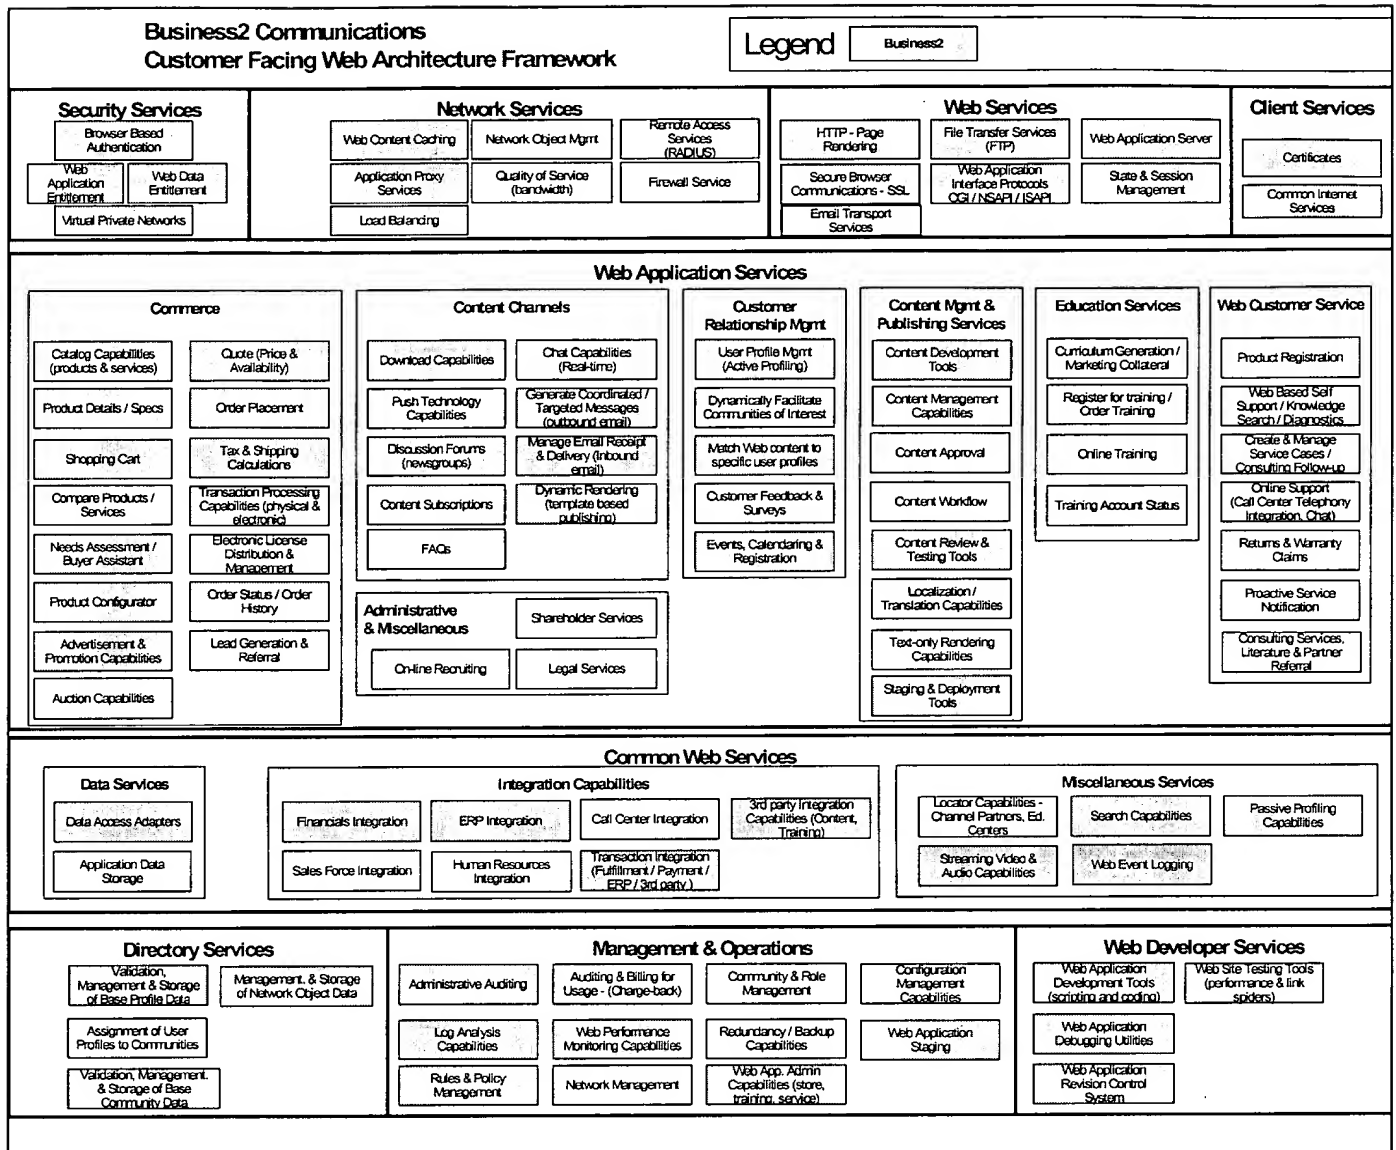 Business2 Communications
Customer Facing Web Architecture Framework
Legend
Business2
Security Services
Browser Based
Authentication
Web
Application
Entitlement
Web Data
Entitlement
Virtual Private Networks
Network Services
Web Content Caching
Network Object Mgmt
Remote Access
Services
(RADIUS)
Application Proxy
Services
Quality of Service
(bandwidth)
Firewall Service
Load Balancing
Web Services
HTTP - Page
Rendering
File Transfer Services
(FTP)
Web Application Server
Secure Browser
Communications - SSL
Web Application
Interface Protocols
CGI / NSAPI / ISAPI
State & Session
Management
Email Transport
Services
Client Services
Certificates
Common Internet
Services
Web Application Services
Commerce
Catalog Capabilities
(products & services)
Quote (Price &
Availability)
Product Details / Specs
Order Placement
Shopping Cart
Tax & Shipping
Calculations
Compare Products /
Services
Transaction Processing
Capabilities (physical &
electronic)
Needs Assessment /
Buyer Assistant
Electronic License
Distribution &
Management
Product Configurator
Order Status / Order
History
Advertisement &
Promotion Capabilities
Lead Generation &
Referral
Auction Capabilities
Content Channels
Download Capabilities
Chat Capabilities
(Real-time)
Push Technology
Capabilities
Generate Coordinated /
Targeted Messages
(outbound email)
Discussion Forums
(newsgroups)
Manage Email Receipt
& Delivery (Inbound
email)
Content Subscriptions
Dynamic Rendering
(template based
publishing)
FAQs
Administrative
& Miscellaneous
Shareholder Services
On-line Recruiting
Legal Services
Customer
Relationship Mgmt
User Profile Mgmt
(Active Profiling)
Dynamically Facilitate
Communities of Interest
Match Web content to
specific user profiles
Customer Feedback &
Surveys
Events, Calendaring &
Registration
Content Mgmt &
Publishing Services
Content Development
Tools
Content Management
Capabilities
Content Approval
Content Workflow
Content Review &
Testing Tools
Localization /
Translation Capabilities
Text-only Rendering
Capabilities
Staging & Deployment
Tools
Education Services
Curriculum Generation /
Marketing Collateral
Register for training /
Order Training
Online Training
Training Account Status
Web Customer Service
Product Registration
Web Based Self
Support / Knowledge
Search / Diagnostics
Create & Manage
Service Cases /
Consulting Follow-up
Online Support
(Call Center Telephony
Integration, Chat)
Returns & Warranty
Claims
Proactive Service
Notification
Consulting Services,
Literature & Partner
Referral
Common Web Services
Data Services
Data Access Adapters
Application Data
Storage
Integration Capabilities
Financials Integration
ERP Integration
Call Center Integration
3rd party Integration
Capabilities (Content,
Training)
Sales Force Integration
Human Resources
Integration
Transaction Integration
(Fulfillment / Payment /
ERP / 3rd party )
Miscellaneous Services
Locator Capabilities -
Channel Partners, Ed.
Centers
Search Capabilities
Passive Profiling
Capabilities
Streaming Video &
Audio Capabilities
Web Event Logging
Directory Services
Validation,
Management & Storage
of Base Profile Data
Management. & Storage
of Network Object Data
Assignment of User
Profiles to Communities
Validation, Management.
& Storage of Base
Community Data
Management & Operations
Administrative Auditing
Auditing & Billing for
Usage - (Charge-back)
Community & Role
Management
Configuration
Management
Capabilities
Log Analysis
Capabilities
Web Performance
Monitoring Capabilities
Redundancy / Backup
Capabilities
Web Application
Staging
Rules & Policy
Management
Network Management
Web App. Admin
Capabilities (store,
training, service)
Web Developer Services
Web Application
Development Tools
(scripting and coding)
Web Site Testing Tools
(performance & link
spiders)
Web Application
Debugging Utilities
Web Application
Revision Control
System